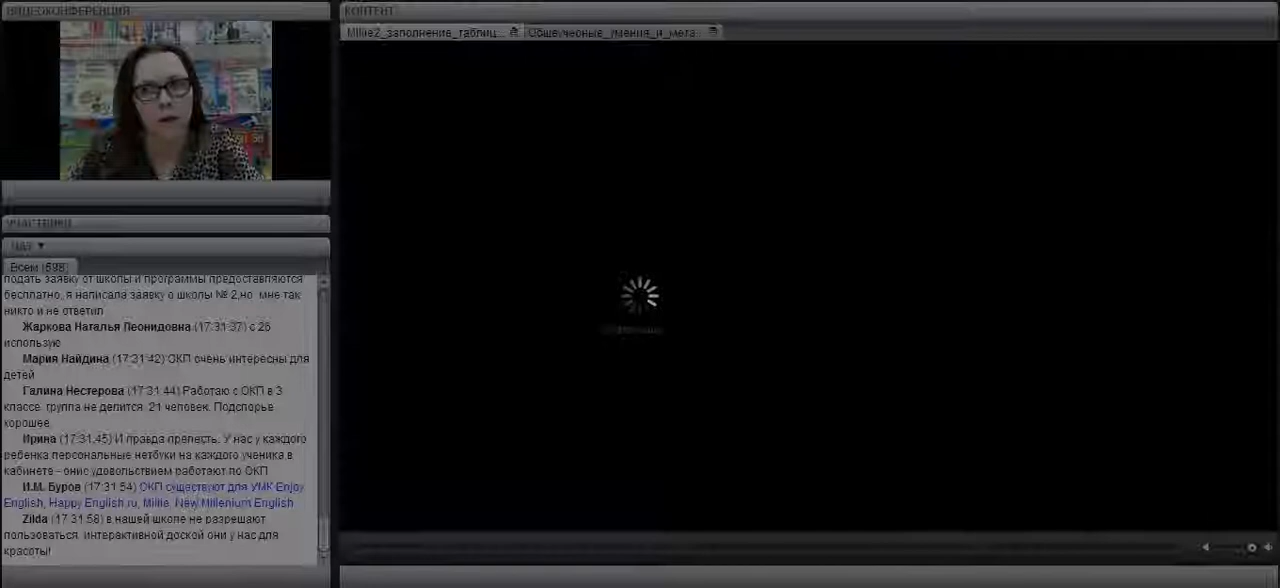 ВИДЕОКОНФЕРЕНЦИЯ
КОНТЕНТ
Millie2_заполнение_таблиц...
Общеучебные_умения_и_мета...
УЧАСТНИКИ
ЧАТ ▼
Всем (598)
подать заявку от школы и программы предоставляются
бесплатно, я написала заявку о школы № 2,но мне так
никто и не ответил
Жаркова Наталья Леонидовна (17:31:37) с 26
использую
Мария Найдина (17:31:42) ОКП очень интересны для
детей
Галина Нестерова (17:31:44) Работаю с ОКП в 3
классе, группа не делится. 21 человек. Подспорье
хорошее.
Ирина (17:31:45) И правда прелесть. У нас у каждого
ребенка персональные нетбуки на каждого ученика в
кабинете - онис удовольствием работают по ОКП
И.М. Буров (17:31:54) ОКП существуют для УМК Enjoy
English, Happy English.ru, Millie, New Millenium English
Zilda (17:31:58) в нашей школе не разрешают
пользоваться интерактивной доской они у нас для
красоты!